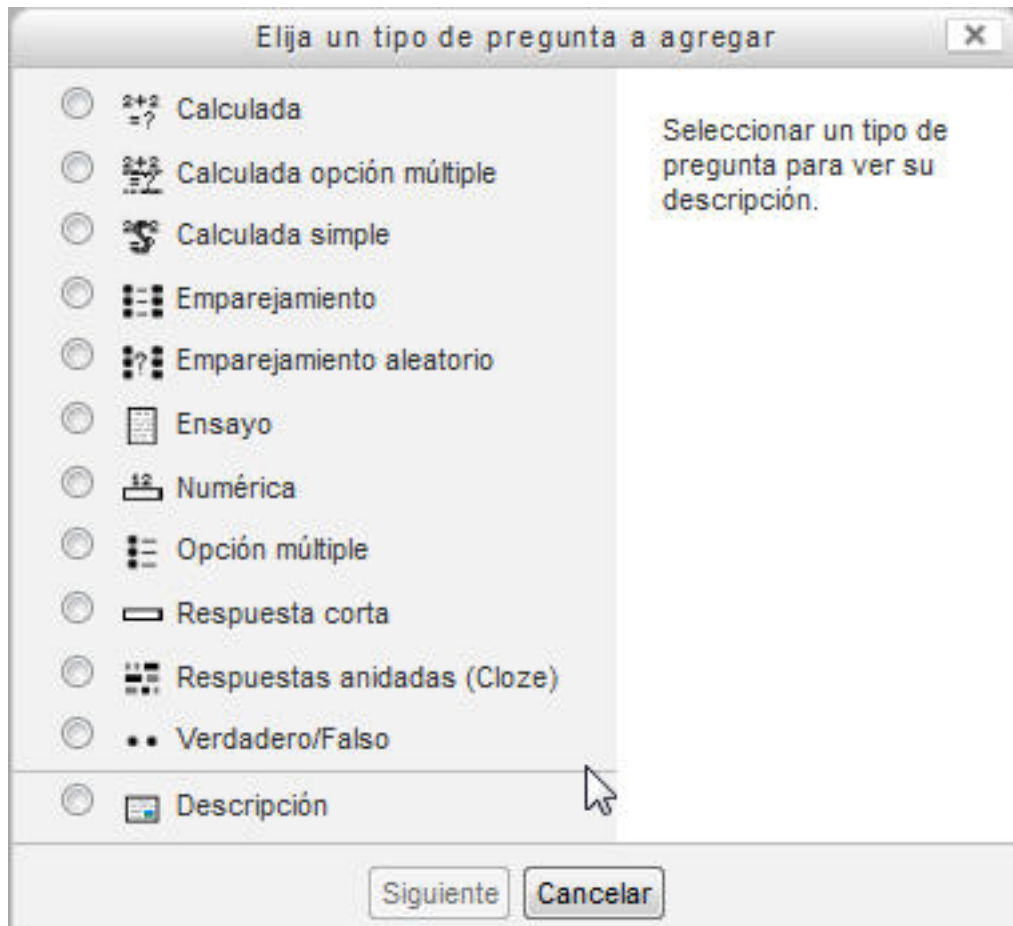 Elija un tipo de pregunta a agregar
Calculada
Calculada opción múltiple
Calculada simple
Emparejamiento
Emparejamiento aleatorio
Ensayo
Numérica
Opción múltiple
Respuesta corta
Respuestas anidadas (Cloze)
Verdadero/Falso
Descripción
Seleccionar un tipo de
pregunta para ver su
descripción.
Siguiente
Cancelar